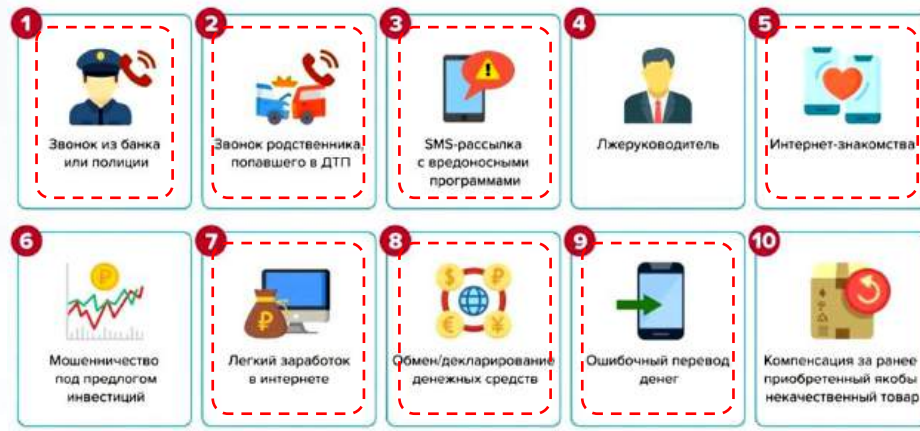 1
Звонок из банка
или полиции
2
Звонок родственника,
попавшего в ДТП
3
SMS-рассылка
с вредоносными
программами
4
Лжеруководитель
5
Интернет-знакомства
6
₽
Мошенничество
под предлогом
инвестиций
7
₽
Легкий заработок
в интернете
8
$ ₽
€ ¥
Обмен/декларирование
денежных средств
9
Ошибочный перевод
денег
10
Компенсация за ранее
приобретенный якобы
некачественный товар